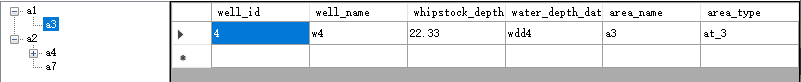 a1
a3
a2
a4
a7
well_id well_name whipstock_depth water_depth_dat area_name area_type
4 w4 22.33 wdd4 a3 at_3